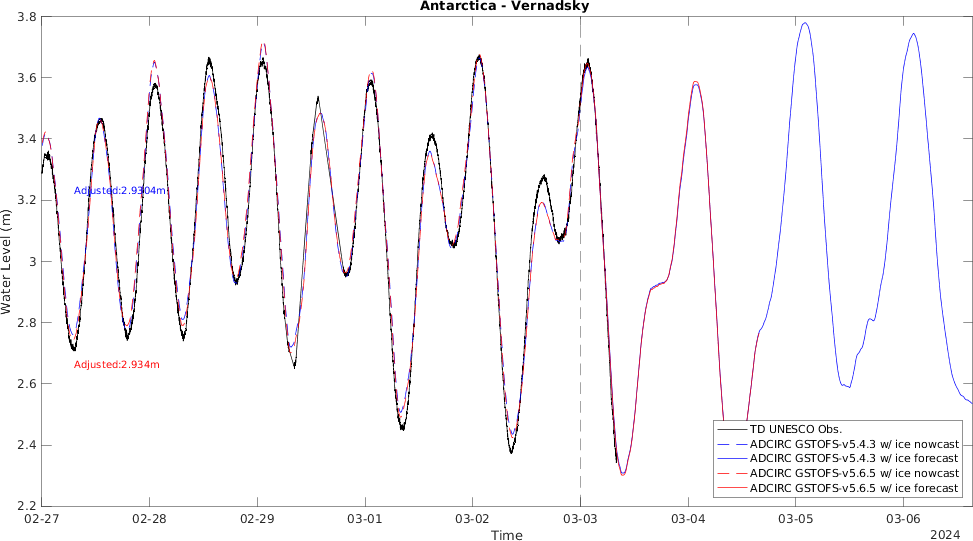 Antarctica - Vernadsky
3.8
3.6
3.4
3.2
3
2.8
2.6
2.4
2.2
Water Level (m)
Adjusted:2.9304m
Adjusted:2.934m
TD UNESCO Obs.
ADCIRC GSTOFS-v5.4.3 w/ ice nowcast
ADCIRC GSTOFS-v5.4.3 w/ ice forecast
ADCIRC GSTOFS-v5.6.5 w/ ice nowcast
ADCIRC GSTOFS-v5.6.5 w/ ice forecast
02-27 02-28 02-29 03-01 03-02 03-03 03-04 03-05 03-06
Time
2024